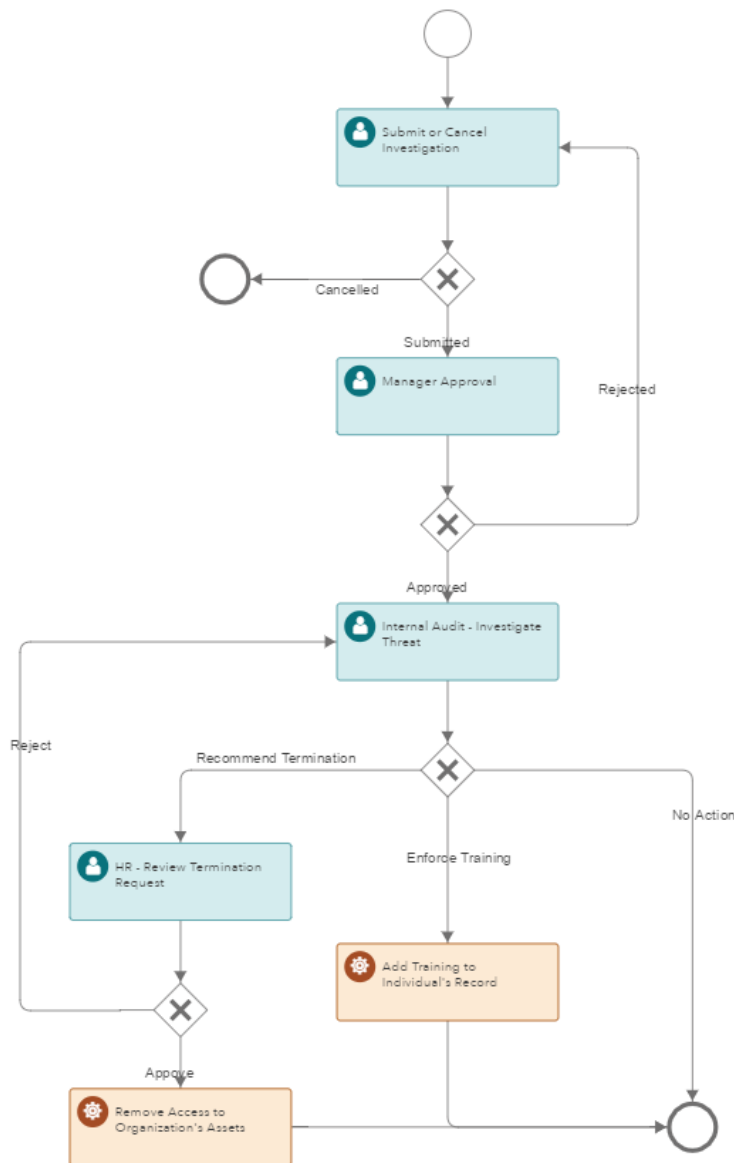 Submit or Cancel
Investigation
Cancelled
Submitted
Manager Approval
Rejected
Approved
Internal Audit - Investigate
Threat
Reject
Recommend Termination
No Action
Enforce Training
HR - Review Termination
Request
Add Training to
Individual's Record
Appove
Remove Access to
Organization's Assets